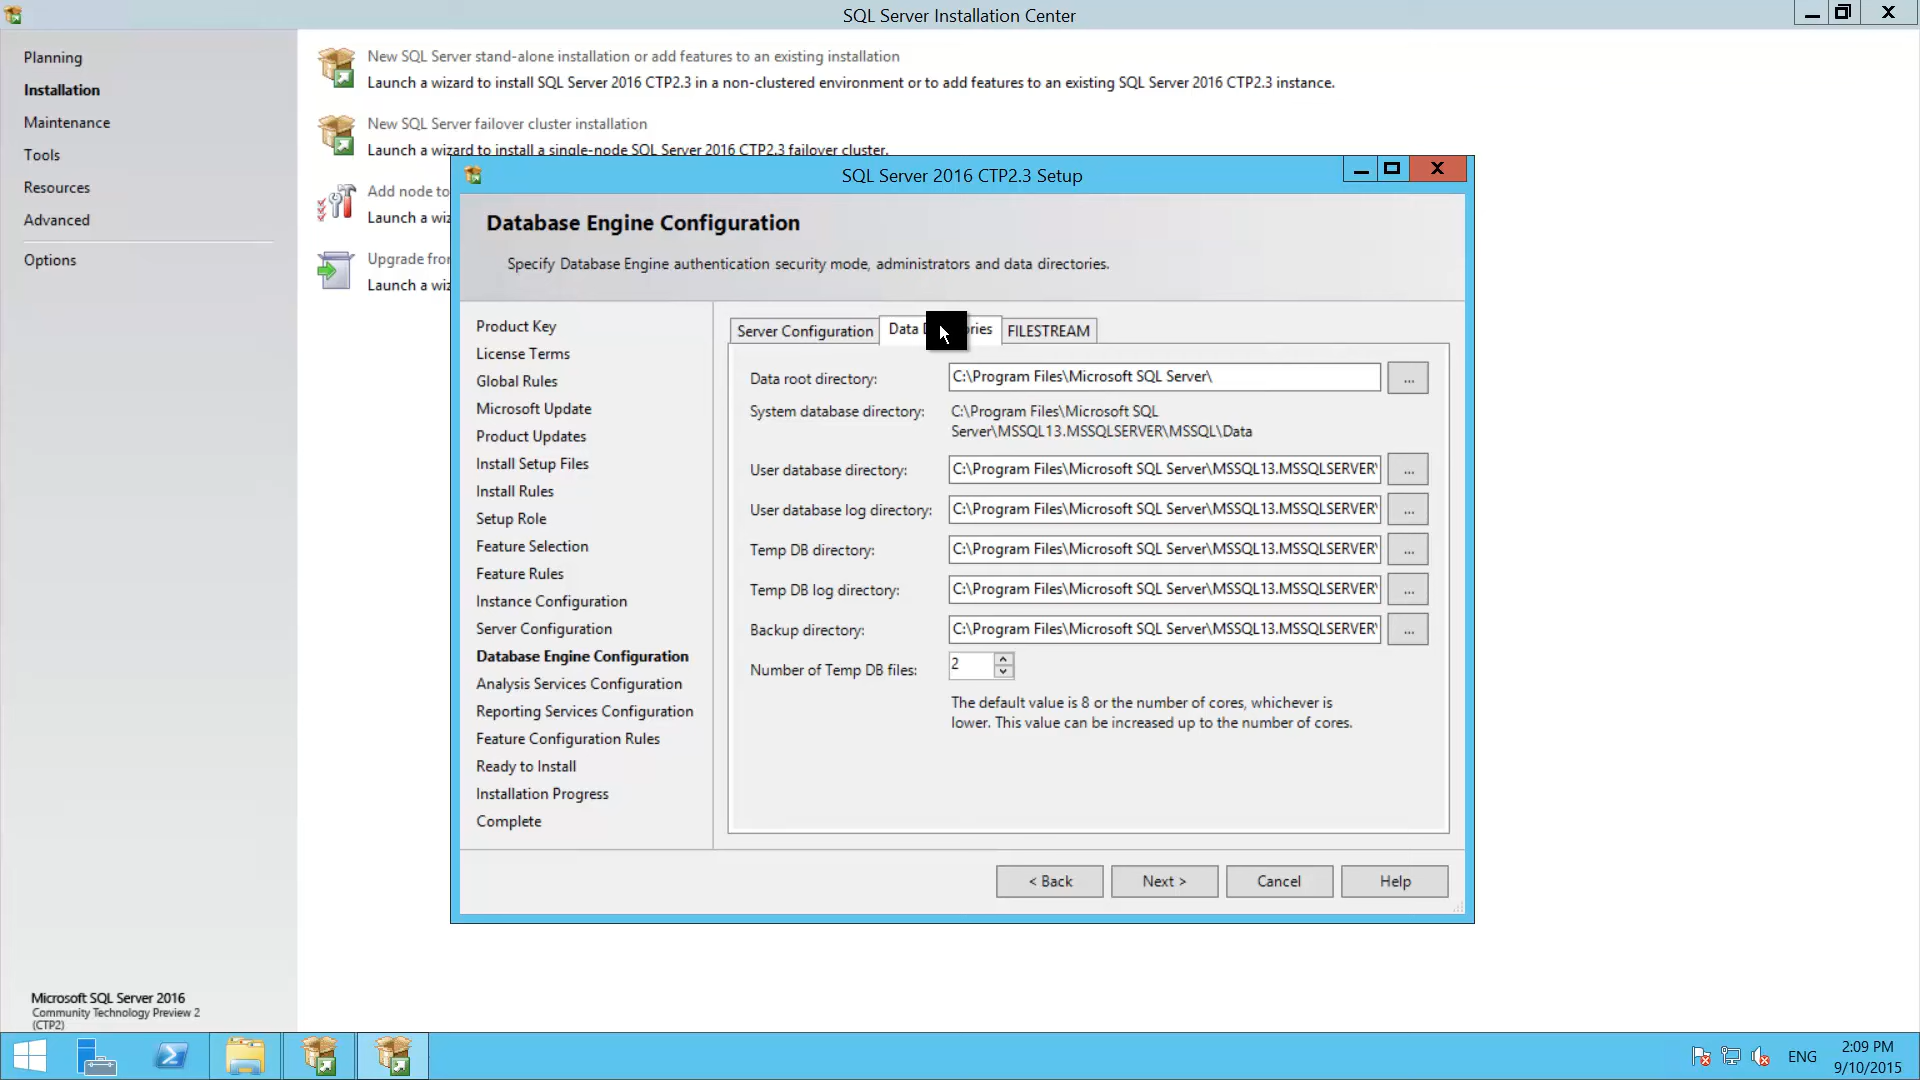 SQL Server Installation Center
Planning
Installation
Maintenance
Tools
Resources
Advanced
Options
New SQL Server stand-alone installation or add features to an existing installation
Launch a wizard to install SQL Server 2016 CTP2.3 in a non-clustered environment or to add features to an existing SQL Server 2016 CTP2.3 instance.
New SQL Server failover cluster installation
Launch a wizard to install a single-node SQL Server 2016 CTP2.3 failover cluster.
Add node to
Launch a wiz
Upgrade from
Launch a wiz
SQL Server 2016 CTP2.3 Setup
Database Engine Configuration
Specify Database Engine authentication security mode, administrators and data directories.
Product Key
License Terms
Global Rules
Microsoft Update
Product Updates
Install Setup Files
Install Rules
Setup Role
Feature Selection
Feature Rules
Instance Configuration
Server Configuration
Database Engine Configuration
Analysis Services Configuration
Reporting Services Configuration
Feature Configuration Rules
Ready to Install
Installation Progress
Complete
Server Configuration
Data
FILESTREAM
Data root directory:
C:\Program Files\Microsoft SQL Server\
...
System database directory:
C:\Program Files\Microsoft SQL
Server\MSSQL13.MSSQLSERVER\MSSQL\Data
User database directory:
C:\Program Files\Microsoft SQL Server\MSSQL13.MSSQLSERVER\
...
User database log directory:
C:\Program Files\Microsoft SQL Server\MSSQL13.MSSQLSERVER\
...
Temp DB directory:
C:\Program Files\Microsoft SQL Server\MSSQL13.MSSQLSERVER\
...
Temp DB log directory:
C:\Program Files\Microsoft SQL Server\MSSQL13.MSSQLSERVER\
...
Backup directory:
C:\Program Files\Microsoft SQL Server\MSSQL13.MSSQLSERVER\
...
Number of Temp DB files:
2
The default value is 8 or the number of cores, whichever is
lower. This value can be increased up to the number of cores.
< Back
Next >
Cancel
Help
Microsoft SQL Server 2016
Community Technology Preview 2
(CTP2)
ENG
2:09 PM
9/10/2015